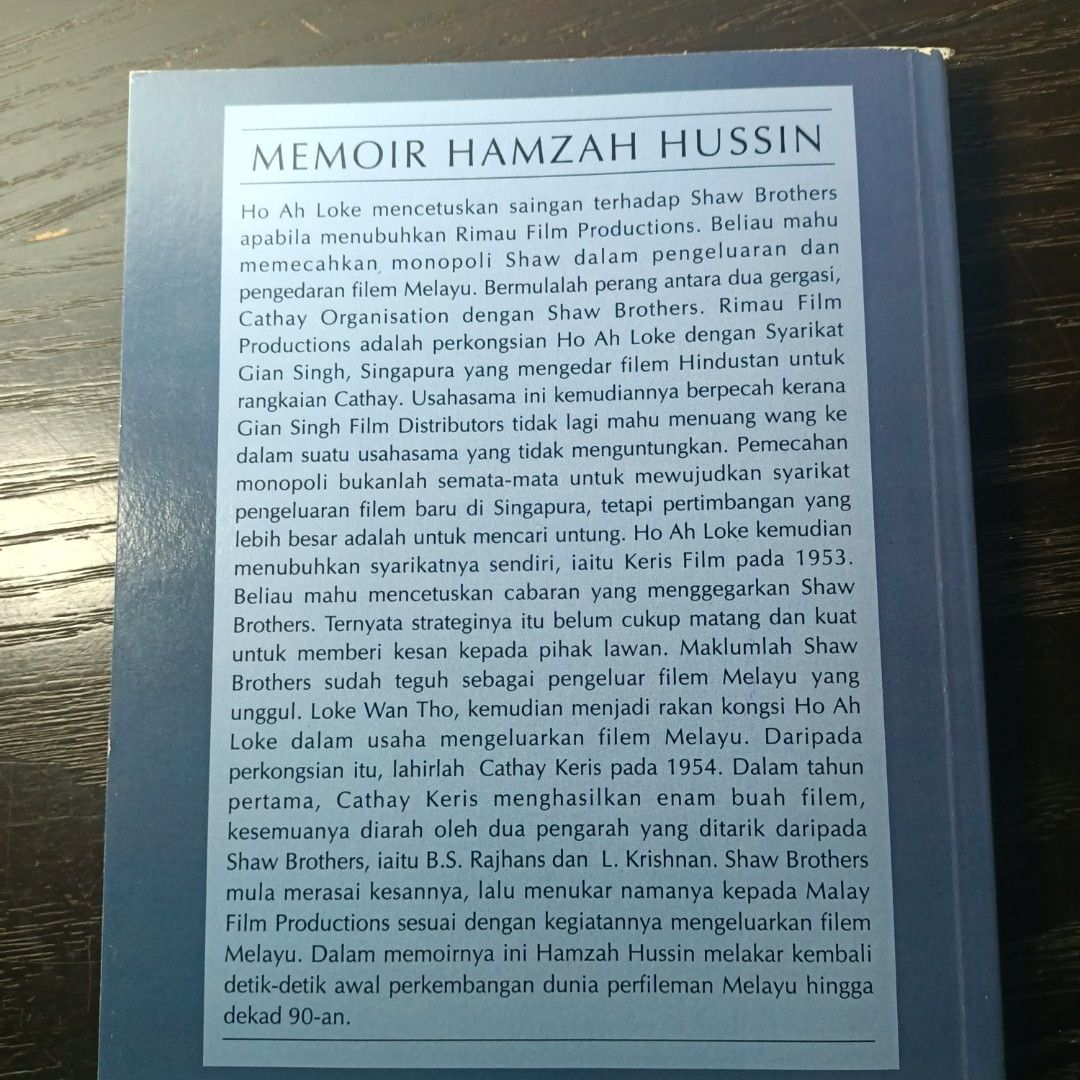 MEMOIR HAMZAH HUSSIN
Ho Ah Loke mencetuskan saingan terhadap Shaw Brothers
apabila menubuhkan Rimau Film Productions. Beliau mahu
memecahkan monopoli Shaw dalam pengeluaran dan
pengedaran filem Melayu. Bermulalah perang antara dua gergasi,
Cathay Organisation dengan Shaw Brothers. Rimau Film
Productions adalah perkongsian Ho Ah Loke dengan Syarikat
Gian Singh, Singapura yang mengedar filem Hindustan untuk
rangkaian Cathay. Usahasama ini kemudiannya berpecah kerana
Gian Singh Film Distributors tidak lagi mahu menuang wang ke
dalam suatu usahasama yang tidak menguntungkan. Pemecahan
monopoli bukanlah semata-mata untuk mewujudkan syarikat
pengeluaran filem baru di Singapura, tetapi pertimbangan yang
lebih besar adalah untuk mencari untung. Ho Ah Loke kemudian
menubuhkan syarikatnya sendiri, iaitu Keris Film pada 1953.
Beliau mahu mencetuskan cabaran yang menggegarkan Shaw
Brothers. Ternyata strateginya itu belum cukup matang dan kuat
untuk memberi kesan kepada pihak lawan. Maklumlah Shaw
Brothers sudah teguh sebagai pengeluar filem Melayu yang
unggul. Loke Wan Tho, kemudian menjadi rakan kongsi Ho Ah
Loke dalam usaha mengeluarkan filem Melayu. Daripada
perkongsian itu, lahirlah Cathay Keris pada 1954. Dalam tahun
pertama, Cathay Keris menghasilkan enam buah filem,
kesemuanya diarah oleh dua pengarah yang ditarik daripada
Shaw Brothers, iaitu B.S. Rajhans dan L. Krishnan. Shaw Brothers
mula merasai kesannya, lalu menukar namanya kepada Malay
Film Productions sesuai dengan kegiatannya mengeluarkan filem
Melayu. Dalam memoirnya ini Hamzah Hussin melakar kembali
detik-detik awal perkembangan dunia perfileman Melayu hingga
dekad 90-an.